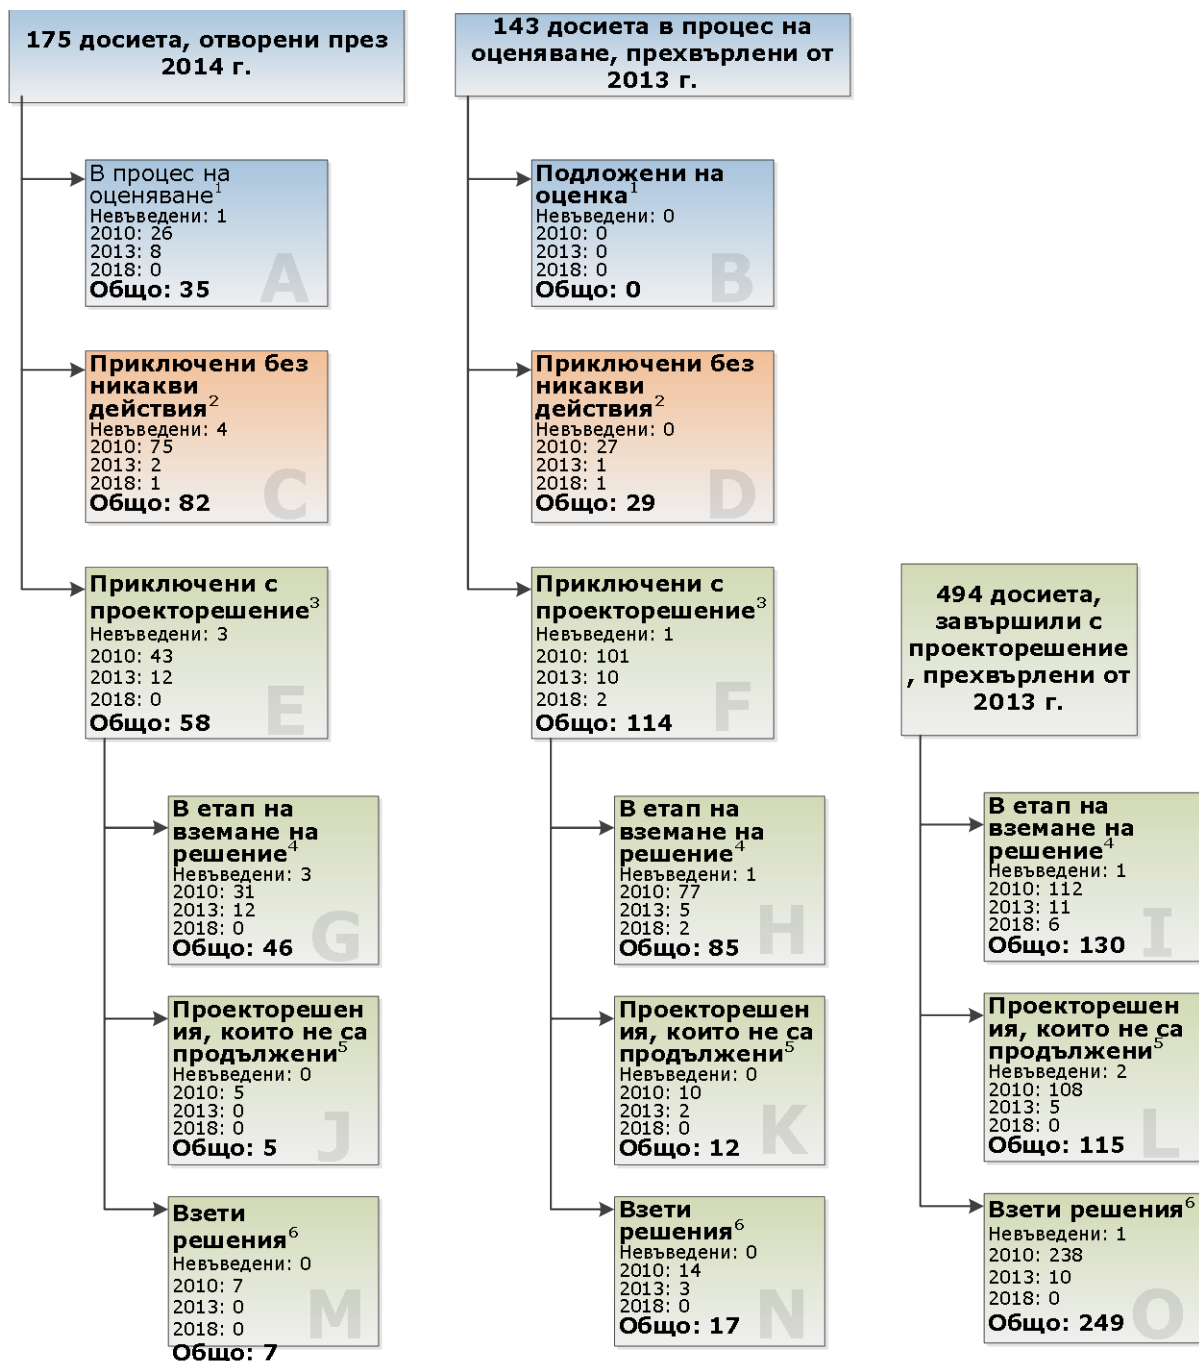 175 досиета, отворени през
2014 г.
143 досиета в процес на
оценяване, прехвърлени от
2013 г.
В процес на
оценяване1
Невъведени: 1
2010: 26
2013: 8
2018: 0
Общо: 35
A
Подложени на
оценка1
Невъведени: 0
2010: 0
2013: 0
2018: 0
Общо: 0
B
Приключени без
никакви
действия2
Невъведени: 4
2010: 75
2013: 2
2018: 1
Общо: 82
C
Приключени без
никакви
действия2
Невъведени: 0
2010: 27
2013: 1
2018: 1
Общо: 29
D
Приключени с
проекторешение3
Невъведени: 3
2010: 43
2013: 12
2018: 0
Общо: 58
E
Приключени с
проекторешение3
Невъведени: 1
2010: 101
2013: 10
2018: 2
Общо: 114
F
494 досиета,
завършили с
проекторешение
, прехвърлени от
2013 г.
В етап на
вземане на
решение4
Невъведени: 3
2010: 31
2013: 12
2018: 0
Общо: 46
G
В етап на
вземане на
решение4
Невъведени: 1
2010: 77
2013: 5
2018: 2
Общо: 85
H
В етап на
вземане на
решение4
Невъведени: 1
2010: 112
2013: 11
2018: 6
Общо: 130
I
Проекторешен
ия, които не са
продължени5
Невъведени: 0
2010: 5
2013: 0
2018: 0
Общо: 5
J
Проекторешен
ия, които не са
продължени5
Невъведени: 0
2010: 10
2013: 2
2018: 0
Общо: 12
K
Проекторешен
ия, които не са
продължени5
Невъведени: 2
2010: 108
2013: 5
2018: 0
Общо: 115
L
Взети
решения6
Невъведени: 0
2010: 7
2013: 0
2018: 0
Общо: 7
M
Взети
решения6
Невъведени: 0
2010: 14
2013: 3
2018: 0
Общо: 17
N
Взети решения6
Невъведени: 1
2010: 238
2013: 10
2018: 0
Общо: 249
O